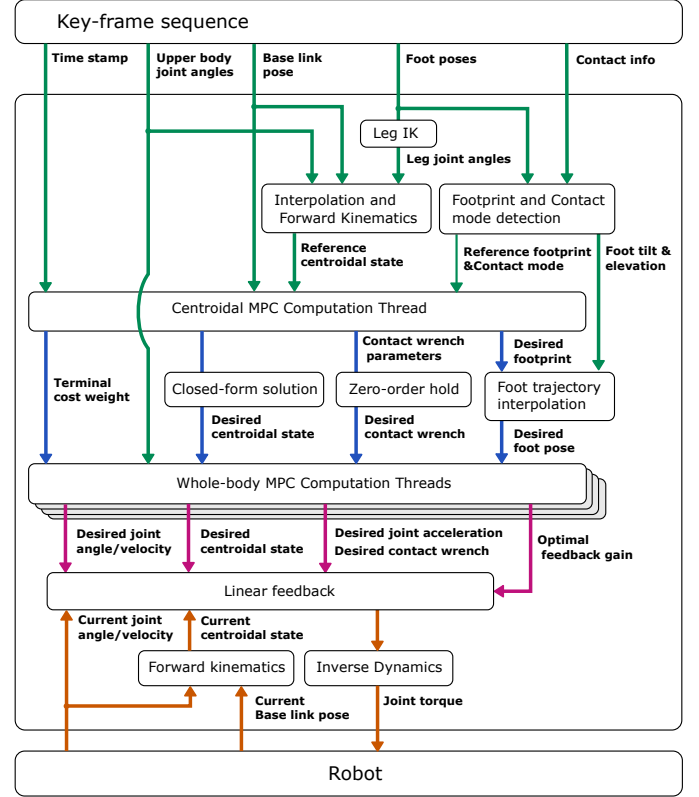 Key-frame sequence
Time stamp
Upper body
joint angles
Base link
pose
Foot poses
Contact info
Leg IK
Leg joint angles
Interpolation and
Forward Kinematics
Footprint and Contact
mode detection
Reference
centroidal state
Reference footprint
&Contact mode
Foot tilt &
elevation
Centroidal MPC Computation Thread
Contact wrench
parameters
Desired
footprint
Terminal
cost weight
Closed-form solution
Zero-order hold
Foot trajectory
interpolation
Desired
centroidal state
Desired
contact wrench
Desired
foot pose
Whole-body MPC Computation Threads
Desired joint
angle/velocity
Desired
centroidal state
Desired joint acceleration
Desired contact wrench
Optimal
feedback gain
Linear feedback
Current joint
angle/velocity
Current
centroidal state
Forward kinematics
Inverse Dynamics
Current
Base link pose
Joint torque
Robot